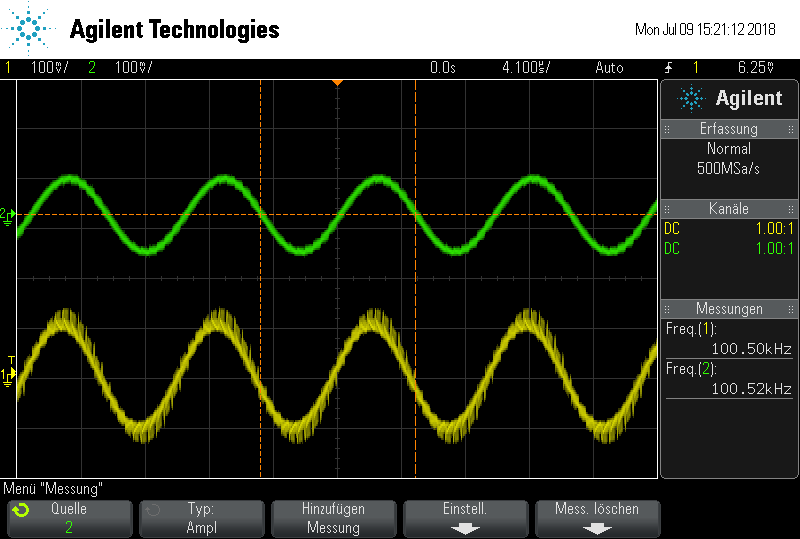 Agilent Technologies
Mon Jul 09 15:21:12 2018
1 100mV/ 2 100mV/ 0.0s 4.100us/ Auto 1 6.25mV
Agilent
Erfassung
Normal
500MSa/s
Kanäle
DC 1.00:1
DC 1.00:1
Messungen
Freq.(1):
100.50kHz
Freq.(2):
100.52kHz
2
T
1
Menü "Messung"
Quelle
2
Typ:
Ampl
Hinzufügen
Messung
Einstell.
Mess. löschen